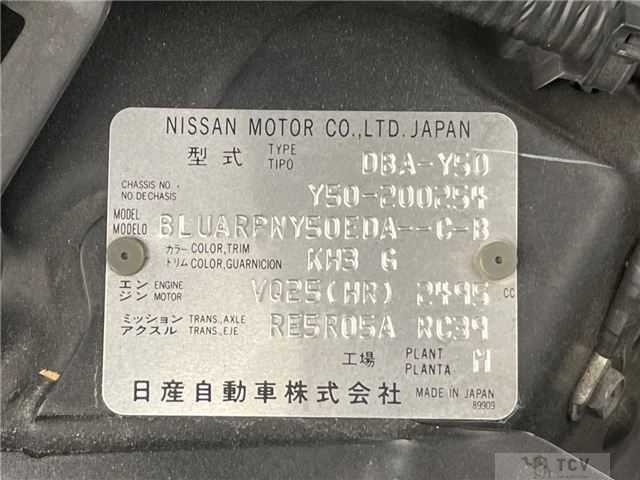 NISSAN MOTOR CO.,LTD. JAPAN
型式 TYPE TIPO DBA-Y50
CHASSIS NO. NO.DECHASIS Y50-200254
MODEL MODELO BLUARPNY50EDA--C-B
カラー COLOR,TRIM トリム COLOR,GUARNICION KH3 G
エンジン ENGINE MOTOR VQ25(HR) 2495 CC
ミッション TRANS.,AXLE アクスル TRANS.,EJE RE5R05A RC39
工場 PLANT PLANTA M
日産自動車株式会社 MADE IN JAPAN
89909
TCV